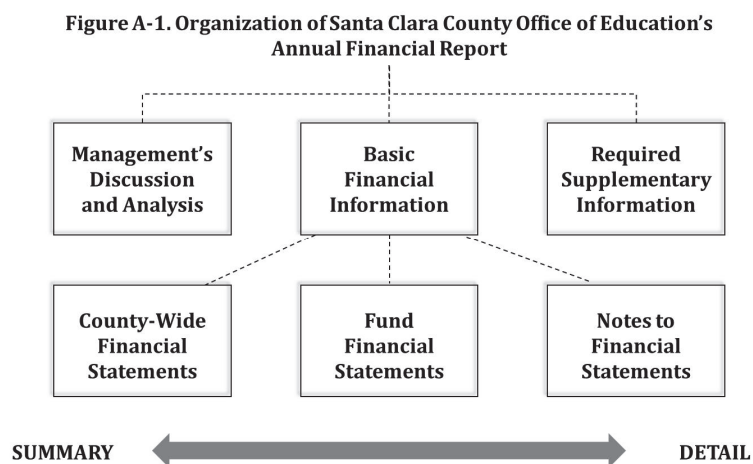 Figure A-1. Organization of Santa Clara County Office of Education's
Annual Financial Report
Management's
Discussion
and Analysis
Basic
Financial
Information
Required
Supplementary
Information
County-Wide
Financial
Statements
Fund
Financial
Statements
Notes to
Financial
Statements
SUMMARY
DETAIL